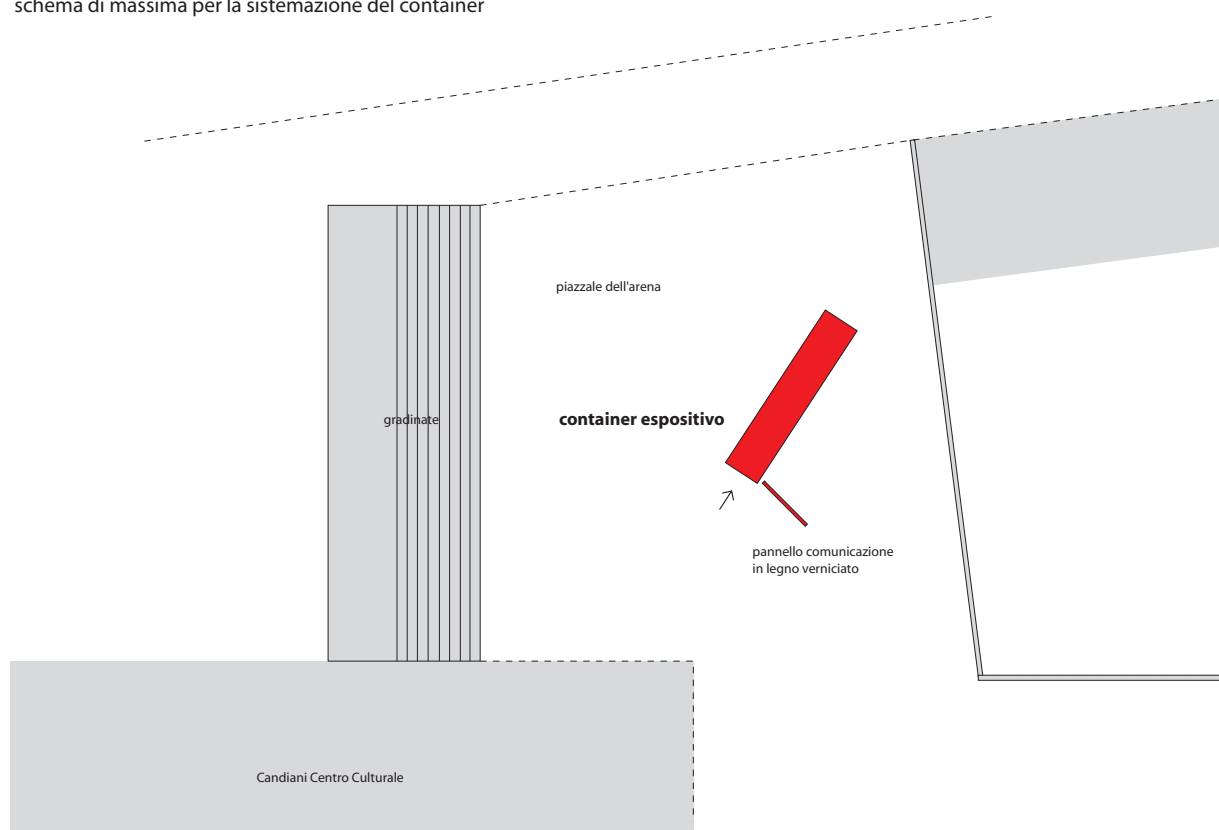 schema di massima per la sistemazione del container
piazzale dell'arena
gradinate
container espositivo
pannello comunicazione
in legno verniciato
Candiani Centro Culturale